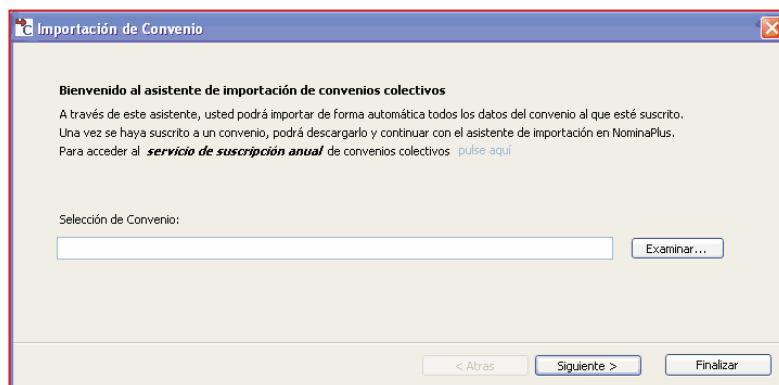 Importación de Convenio
Bienvenido al asistente de importación de convenios colectivos
A través de este asistente, usted podrá importar de forma automática todos los datos del convenio al que esté suscrito.
Una vez se haya suscrito a un convenio, podrá descargarlo y continuar con el asistente de importación en NominaPlus.
Para acceder al servicio de suscripción anual de convenios colectivos pulse aquí
Selección de Convenio:
Examinar...
< Atras Siguiente > Finalizar